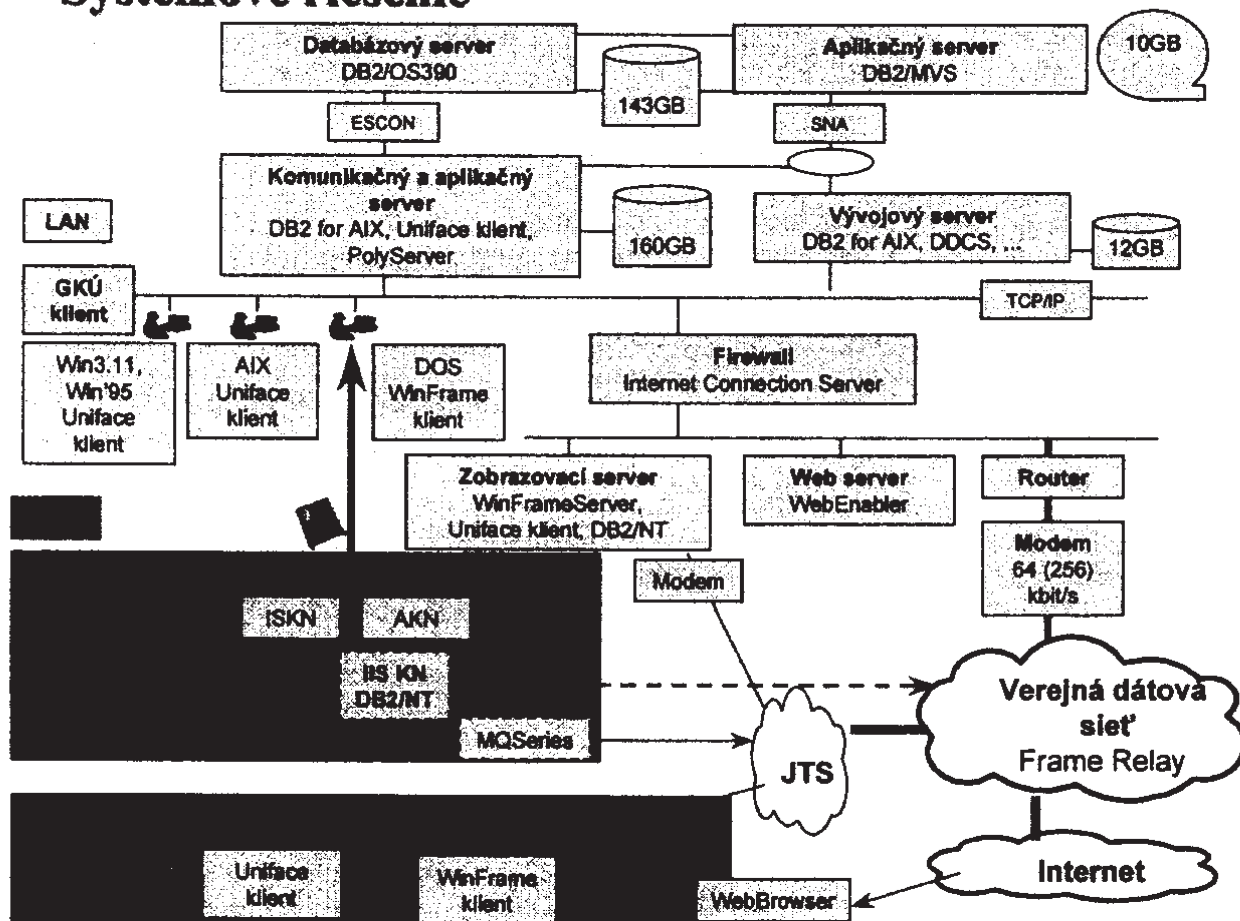 Systémové riešenie
Databázový server
DB2/OS390
143GB
Aplikačný server
DB2/MVS
10GB
ESCON
SNA
Komunikačný a aplikačný
server
DB2 for AIX, Uniface klient,
PolyServer
160GB
Vývojový server
DB2 for AIX, DDCS, ...
12GB
LAN
GKÚ
klient
TCP/IP
Win3.11,
Win'95
Uniface
klient
AIX
Uniface
klient
DOS
WinFrame
klient
Firewall
Internet Connection Server
Zobrazovací server
WinFrameServer,
Uniface klient, DB2/NT
Web server
WebEnabler
Router
Modem
Modem
64 (256)
kbit/s
ISKN
AKN
IIS KN
DB2/NT
MQSeries
JTS
Verejná dátová
sieť
Frame Relay
Internet
Uniface
klient
WinFrame
klient
WebBrowser